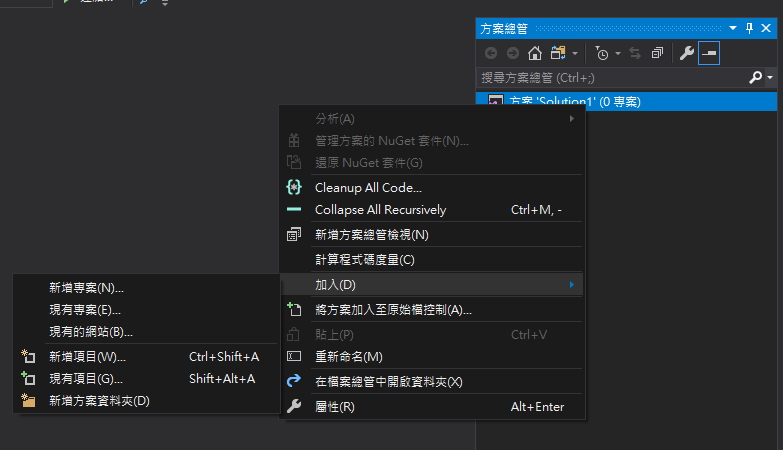 方案總管
搜尋方案總管 (Ctrl+;)
方案 'Solution1' (0 專案)
分析(A)
管理方案的 NuGet 套件(N)...
還原 NuGet 套件(G)
Cleanup All Code...
Collapse All Recursively Ctrl+M, -
新增方案總管檢視(N)
計算程式碼度量(C)
加入(D)
將方案加入至原始檔控制(A)...
貼上(P) Ctrl+V
重新命名(M)
在檔案總管中開啟資料夾(X)
屬性(R) Alt+Enter
新增專案(N)...
現有專案(E)...
現有的網站(B)...
新增項目(W)... Ctrl+Shift+A
現有項目(G)... Shift+Alt+A
新增方案資料夾(D)